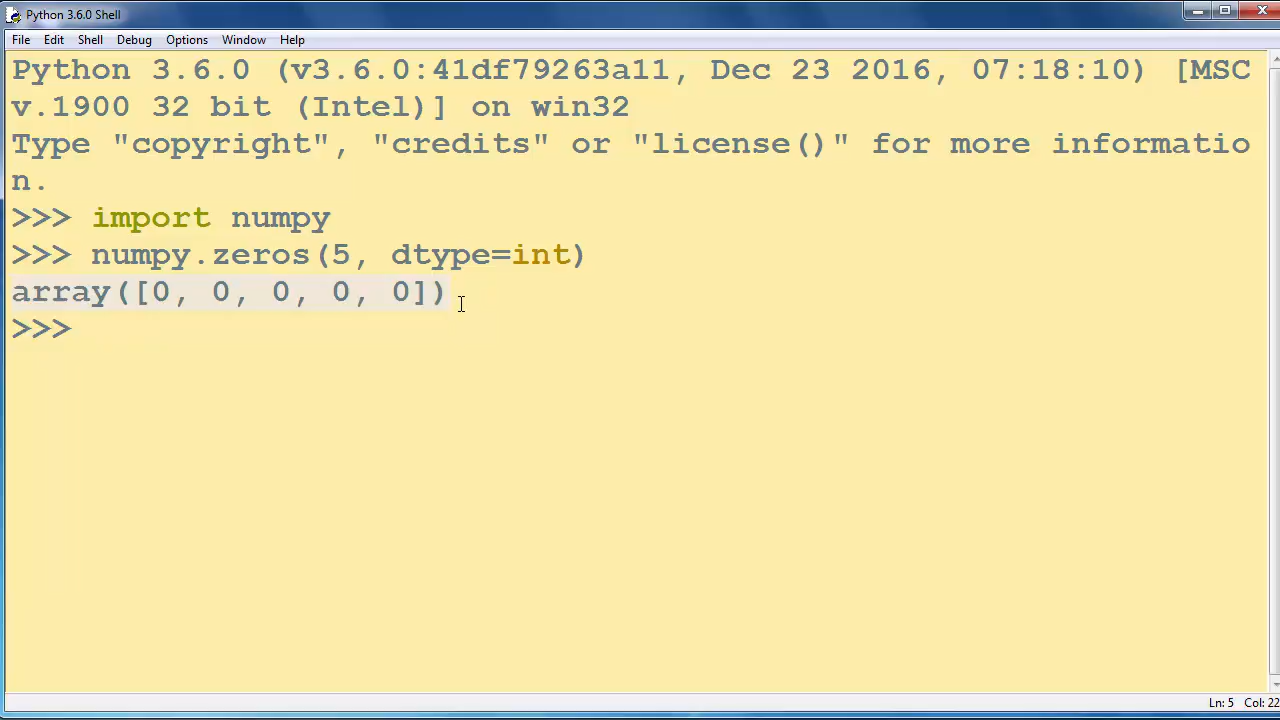 Python 3.6.0 Shell
File Edit Shell Debug Options Window Help
Python 3.6.0 (v3.6.0:41df79263a11, Dec 23 2016, 07:18:10) [MSC
v.1900 32 bit (Intel)] on win32
Type "copyright", "credits" or "license()" for more informatio
n.
>>> import numpy
>>> numpy.zeros(5, dtype=int)
array([0, 0, 0, 0, 0])
>>>
Ln: 5 Col: 22